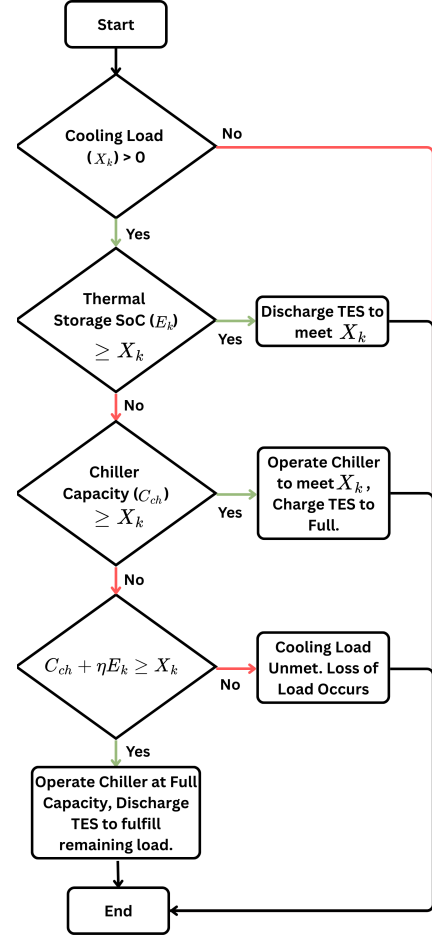 Start
Cooling Load
(X_k) > 0
No
Yes
Thermal
Storage SoC (E_k)
≥ X_k
Yes
Discharge TES to
meet X_k
No
Chiller
Capacity (C_ch)
≥ X_k
Yes
Operate Chiller
to meet X_k,
Charge TES to
Full.
No
C_ch + ηE_k ≥ X_k
No
Cooling Load
Unmet. Loss of
Load Occurs
Yes
Operate Chiller at Full
Capacity, Discharge
TES to fulfill
remaining load.
End